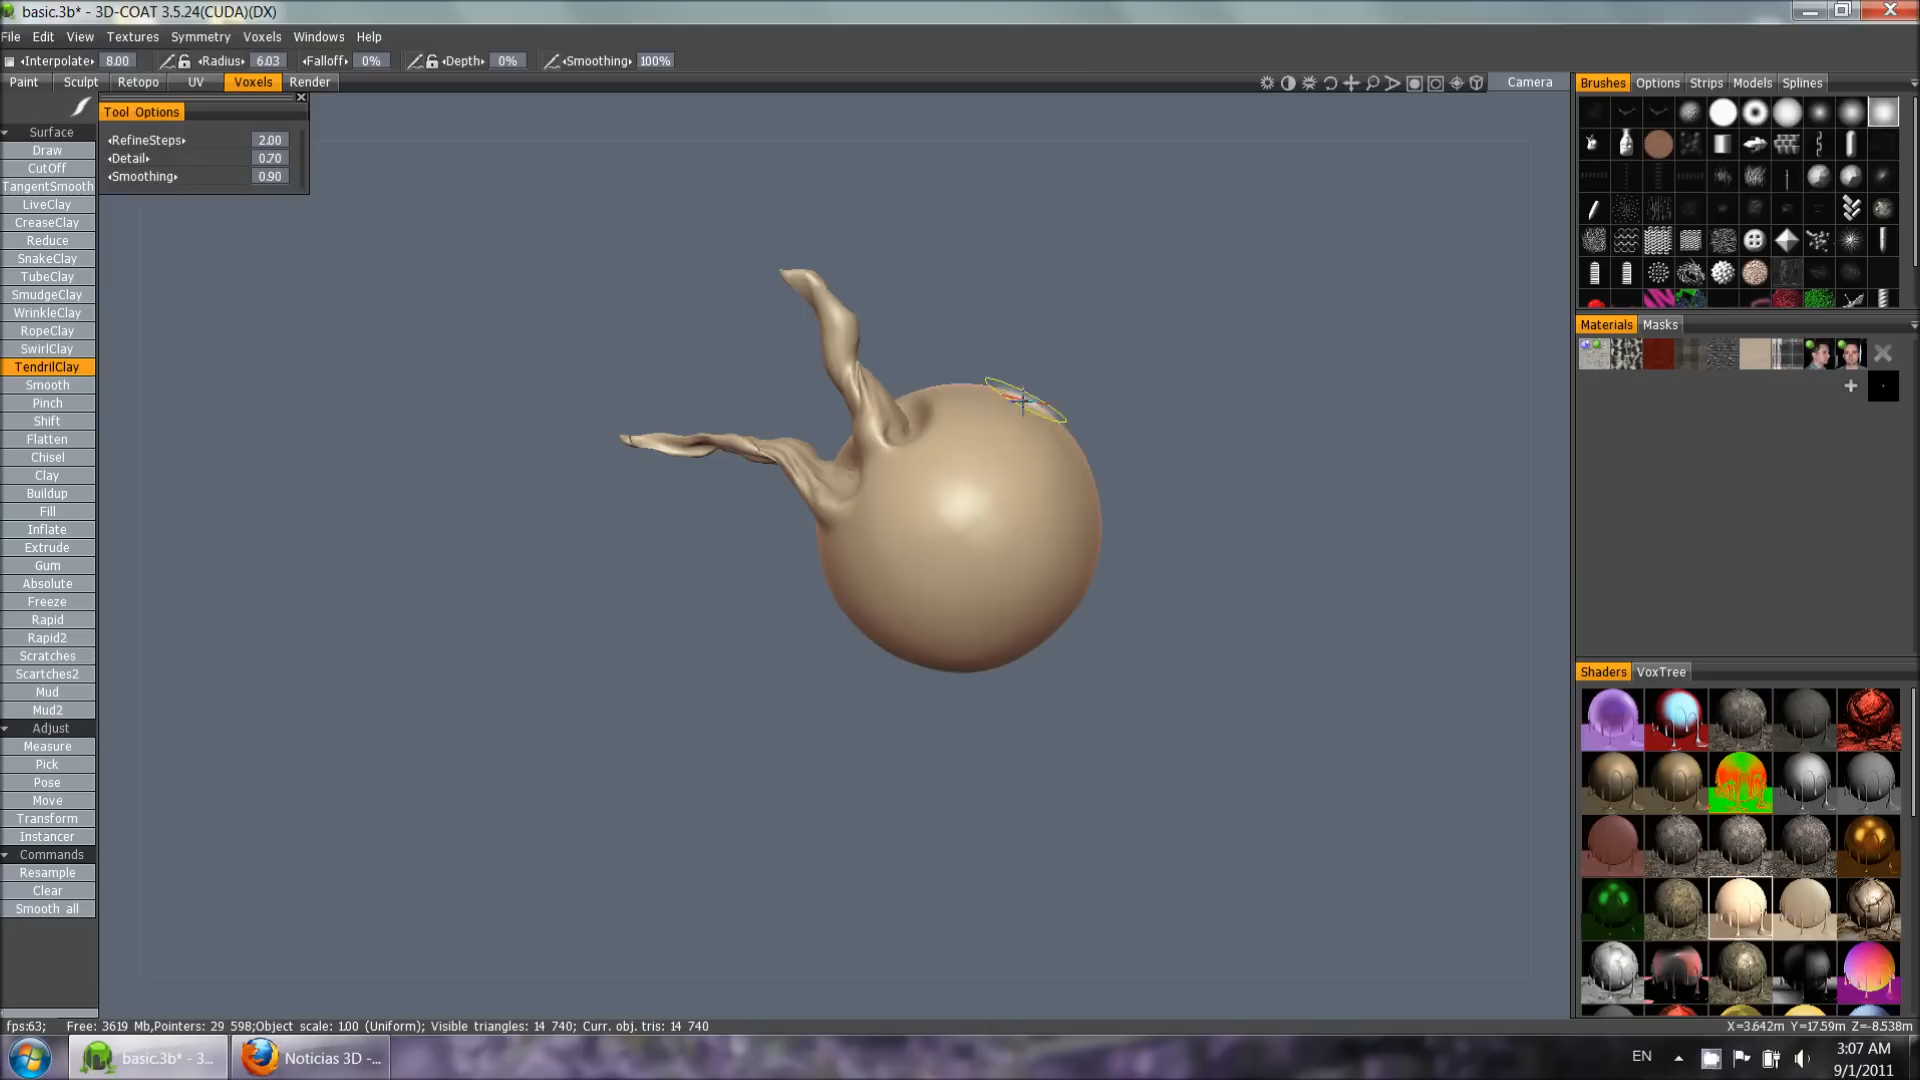 basic.3b* - 3D-COAT 3.5.24(CUDA)(DX)
File Edit View Textures Symmetry Voxels Windows Help
Interpolate 8.00 Radius 6.03 Falloff 0% Depth 0% Smoothing 100%
Paint Sculpt Retopo UV Voxels Render Camera
Tool Options
RefineSteps 2.00
Detail 0.70
Smoothing 0.90
Surface
Draw
CutOff
TangentSmooth
LiveClay
CreaseClay
Reduce
SnakeClay
TubeClay
SmudgeClay
WrinkleClay
RopeClay
SwirlClay
TendrilClay
Smooth
Pinch
Shift
Flatten
Chisel
Clay
Buildup
Fill
Inflate
Extrude
Gum
Absolute
Freeze
Rapid
Rapid2
Scratches
Scartches2
Mud
Mud2
Adjust
Measure
Pick
Pose
Move
Transform
Instancer
Commands
Resample
Clear
Smooth all
Brushes Options Strips Models Splines
Materials Masks
Shaders VoxTree
fps:63; Free: 3619 Mb,Pointers: 29 598;Object scale: 1.00 (Uniform); Visible triangles: 14 740; Curr. obj. tris: 14 740
X=3.642m Y=17.59m Z=-8.538m
basic.3b* - 3...
Noticias 3D -...
EN
3:07 AM
9/1/2011